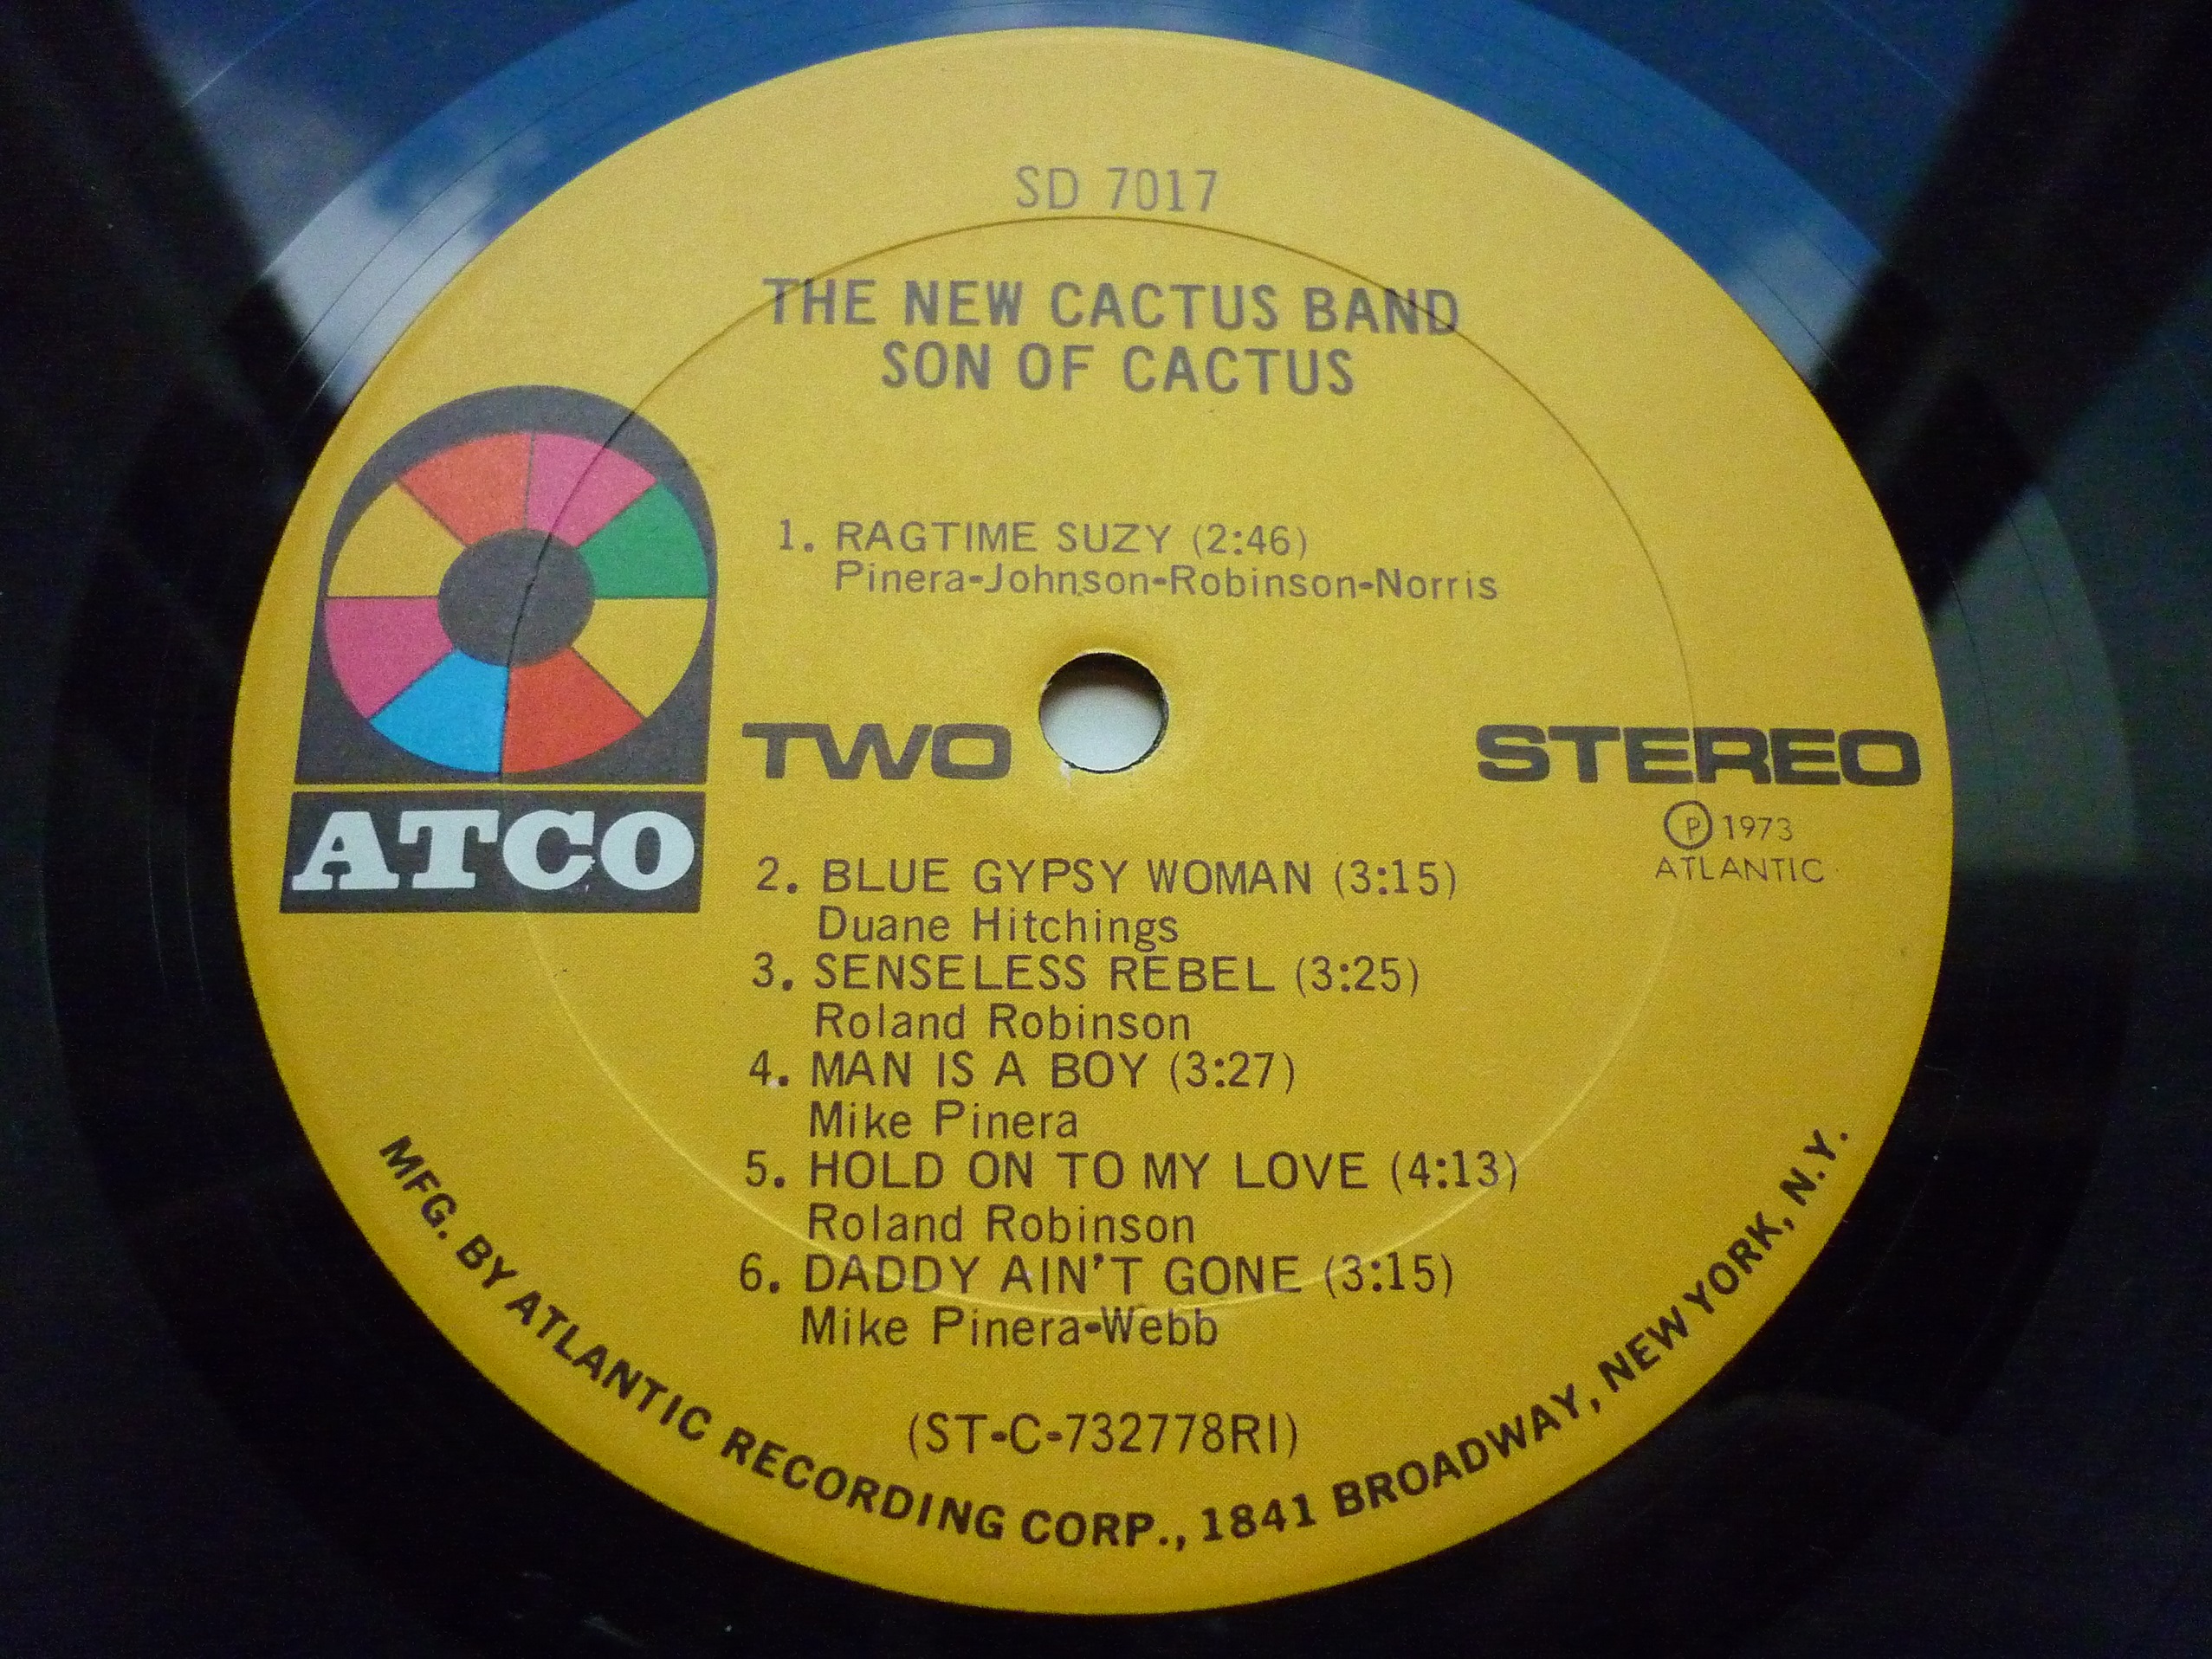 SD 7017
THE NEW CACTUS BAND
SON OF CACTUS
1. RAGTIME SUZY (2:46)
Pinera-Johnson-Robinson-Norris
TWO
STEREO
ATCO
Ⓟ 1973
ATLANTIC
2. BLUE GYPSY WOMAN (3:15)
Duane Hitchings
3. SENSELESS REBEL (3:25)
Roland Robinson
4. MAN IS A BOY (3:27)
Mike Pinera
5. HOLD ON TO MY LOVE (4:13)
Roland Robinson
6. DADDY AIN'T GONE (3:15)
Mike Pinera-Webb
(ST-C-732778RI)
MFG. BY ATLANTIC RECORDING CORP., 1841 BROADWAY, NEW YORK, N.Y.